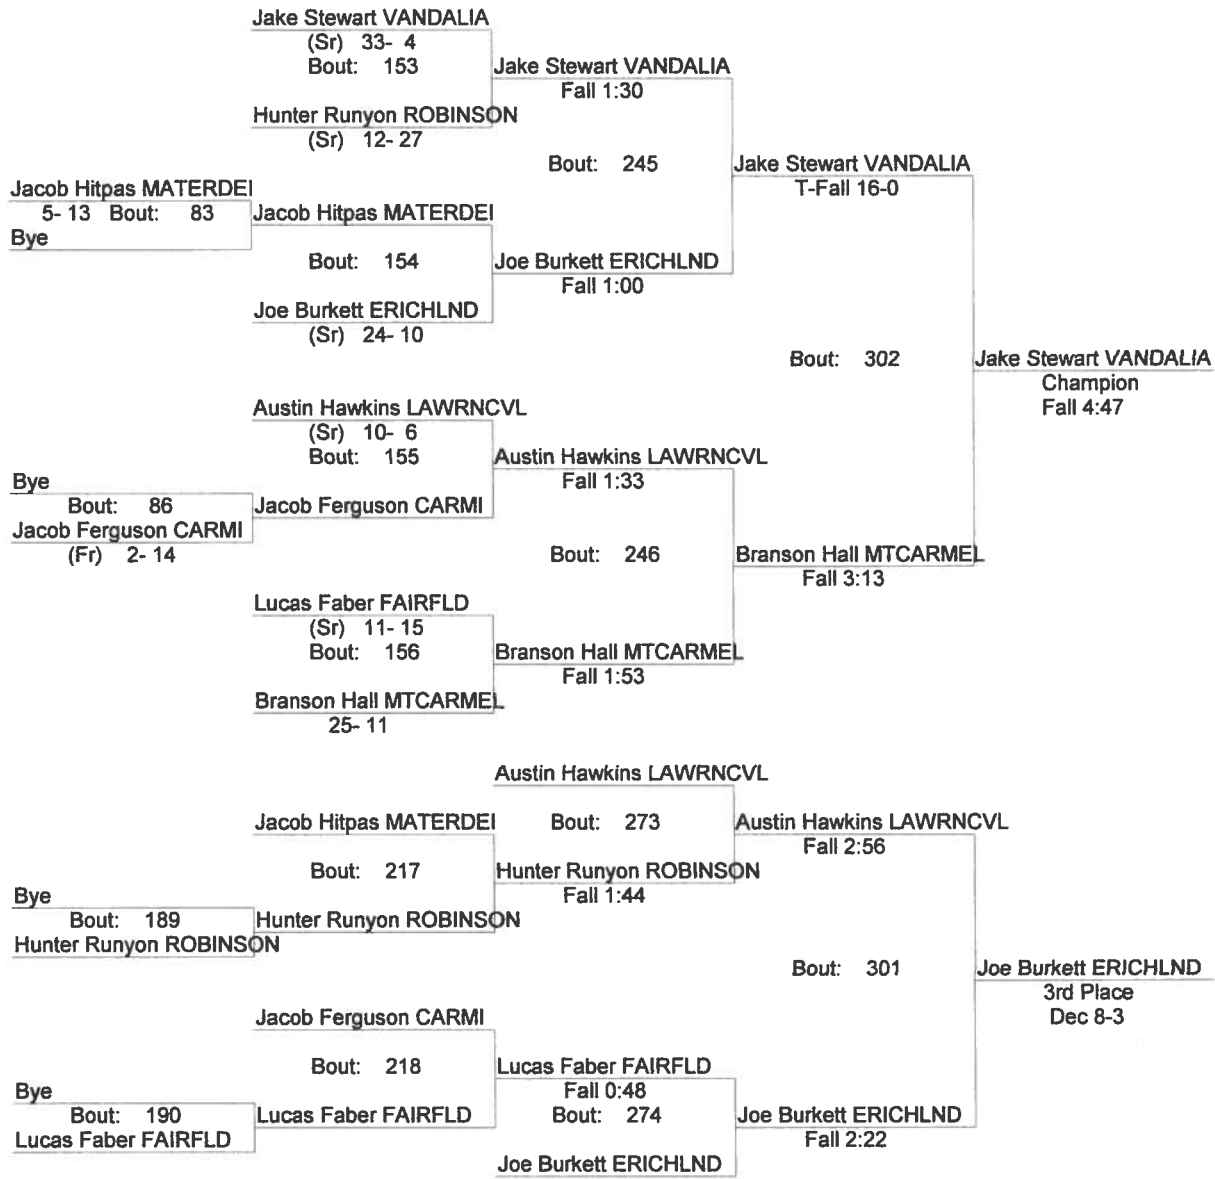 Jake Stewart VANDALIA
(Sr) 33- 4
Bout: 153
Jake Stewart VANDALIA
Fall 1:30
Hunter Runyon ROBINSON
(Sr) 12- 27
Bout: 245
Jake Stewart VANDALIA
T-Fall 16-0
Jacob Hitpas MATERDEI
5- 13 Bout: 83
Bye
Jacob Hitpas MATERDEI
Bout: 154
Joe Burkett ERICHLND
Fall 1:00
Joe Burkett ERICHLND
(Sr) 24- 10
Bout: 302
Jake Stewart VANDALIA
Champion
Fall 4:47
Austin Hawkins LAWRNCVL
(Sr) 10- 6
Bout: 155
Austin Hawkins LAWRNCVL
Fall 1:33
Bye
Bout: 86
Jacob Ferguson CARMI
(Fr) 2- 14
Jacob Ferguson CARMI
Bout: 246
Branson Hall MTCARMEL
Fall 3:13
Lucas Faber FAIRFLD
(Sr) 11- 15
Bout: 156
Branson Hall MTCARMEL
Fall 1:53
Branson Hall MTCARMEL
25- 11
Austin Hawkins LAWRNCVL
Jacob Hitpas MATERDEI
Bout: 273
Austin Hawkins LAWRNCVL
Fall 2:56
Bout: 217
Hunter Runyon ROBINSON
Fall 1:44
Bye
Bout: 189
Hunter Runyon ROBINSON
Hunter Runyon ROBINSON
Bout: 301
Joe Burkett ERICHLND
3rd Place
Dec 8-3
Jacob Ferguson CARMI
Bout: 218
Lucas Faber FAIRFLD
Fall 0:48
Bye
Bout: 190
Lucas Faber FAIRFLD
Lucas Faber FAIRFLD
Bout: 274
Joe Burkett ERICHLND
Fall 2:22
Joe Burkett ERICHLND